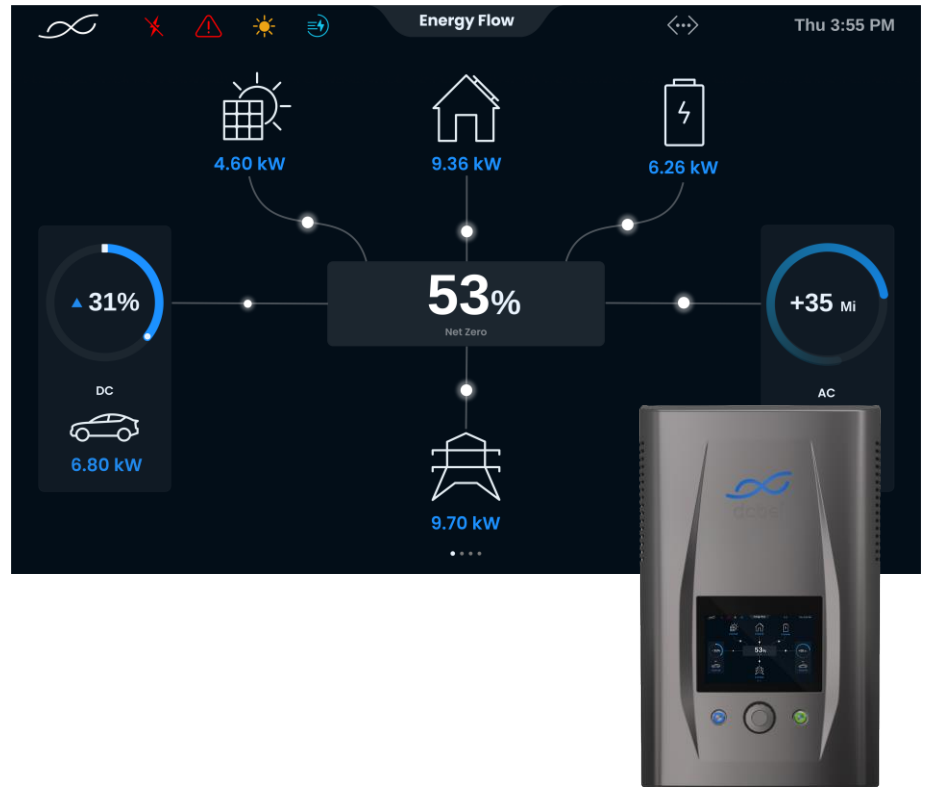 Energy Flow
Thu 3:55 PM
4.60 kW
9.36 kW
6.26 kW
31%
53%
Net Zero
+35 Mi
DC
AC
6.80 kW
9.70 kW
dcbel
53%